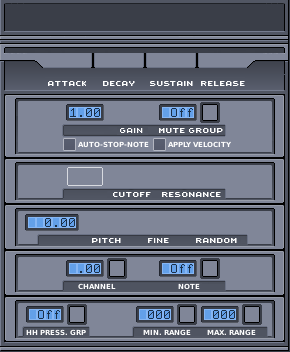 ATTACK DECAY SUSTAIN RELEASE
1.00 Off
GAIN MUTE GROUP
AUTO-STOP-NOTE APPLY VELOCITY
CUTOFF RESONANCE
0.00
PITCH FINE RANDOM
.00 Off
CHANNEL NOTE
Off 000 000
HH PRESS. GRP MIN. RANGE MAX. RANGE